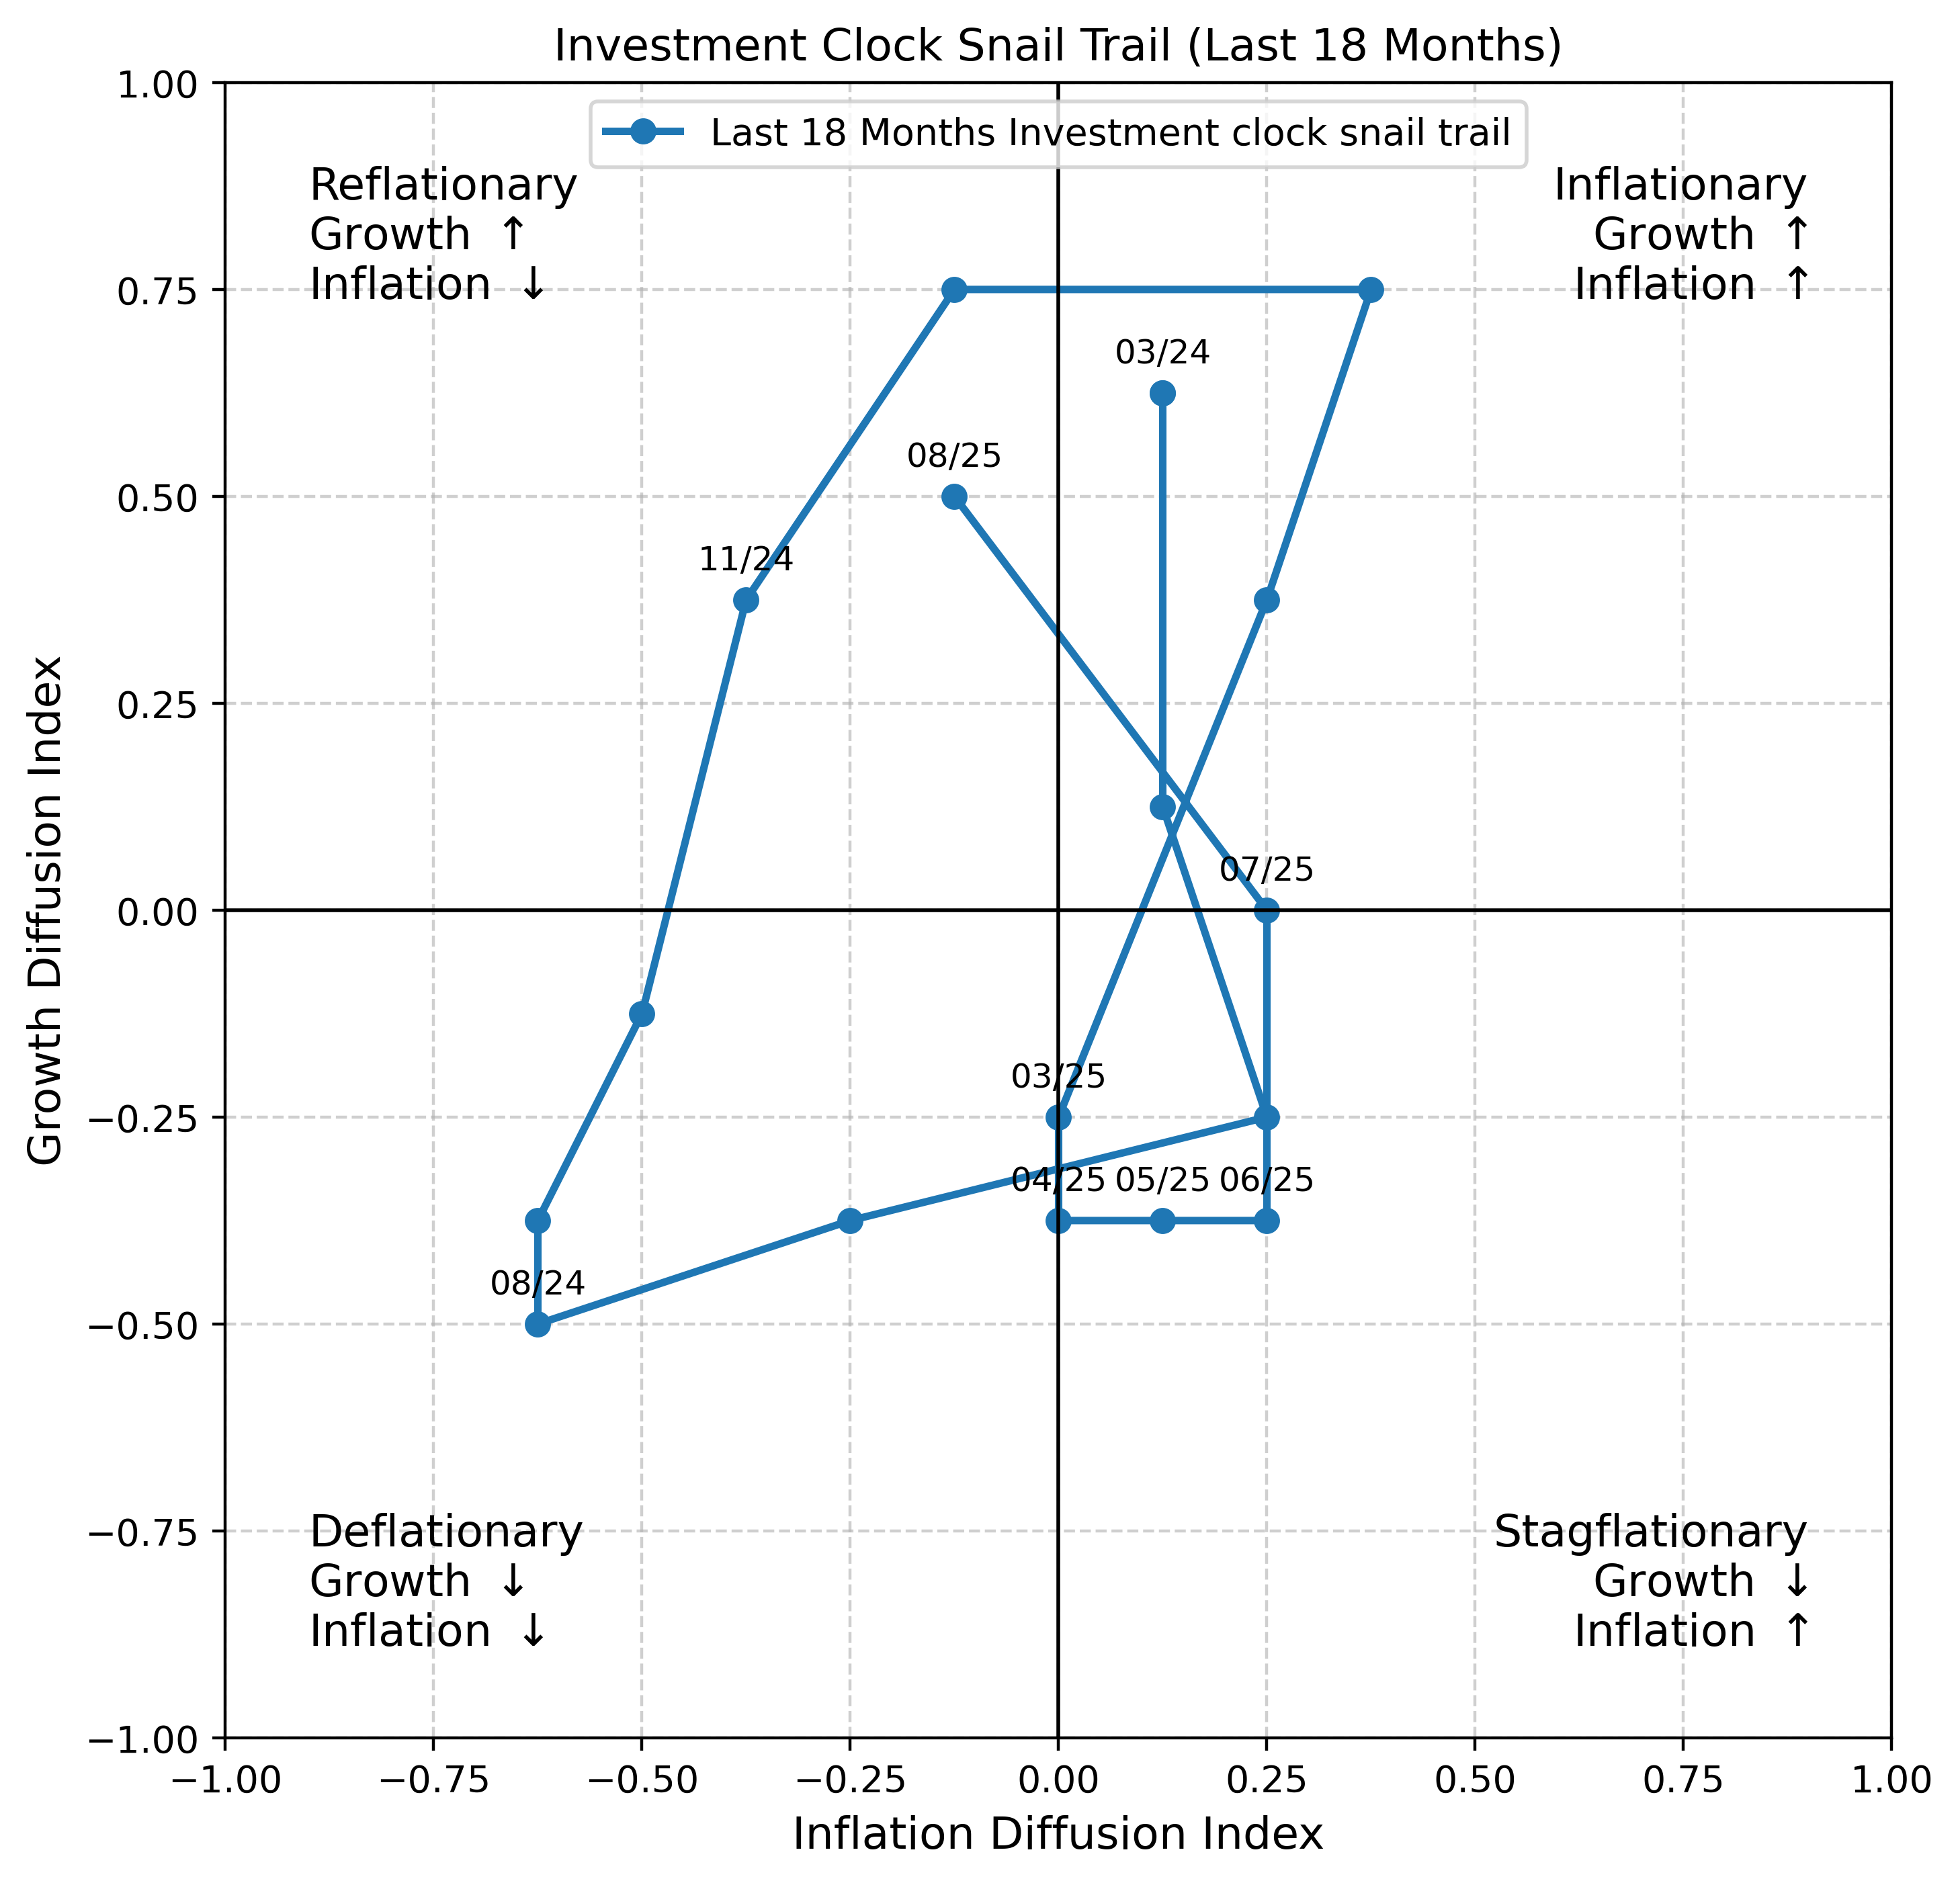 Investment Clock Snail Trail (Last 18 Months)
Last 18 Months Investment clock snail trail
Reflationary
Growth ↑
Inflation ↓
Inflationary
Growth ↑
Inflation ↑
03/24
08/25
11/24
07/25
03/25
04/25
05/25
06/25
08/24
Deflationary
Growth ↓
Inflation ↓
Stagflationary
Growth ↓
Inflation ↑
1.00
0.75
0.50
0.25
0.00
−0.25
−0.50
−0.75
−1.00
Growth Diffusion Index
−1.00 −0.75 −0.50 −0.25 0.00 0.25 0.50 0.75 1.00
Inflation Diffusion Index